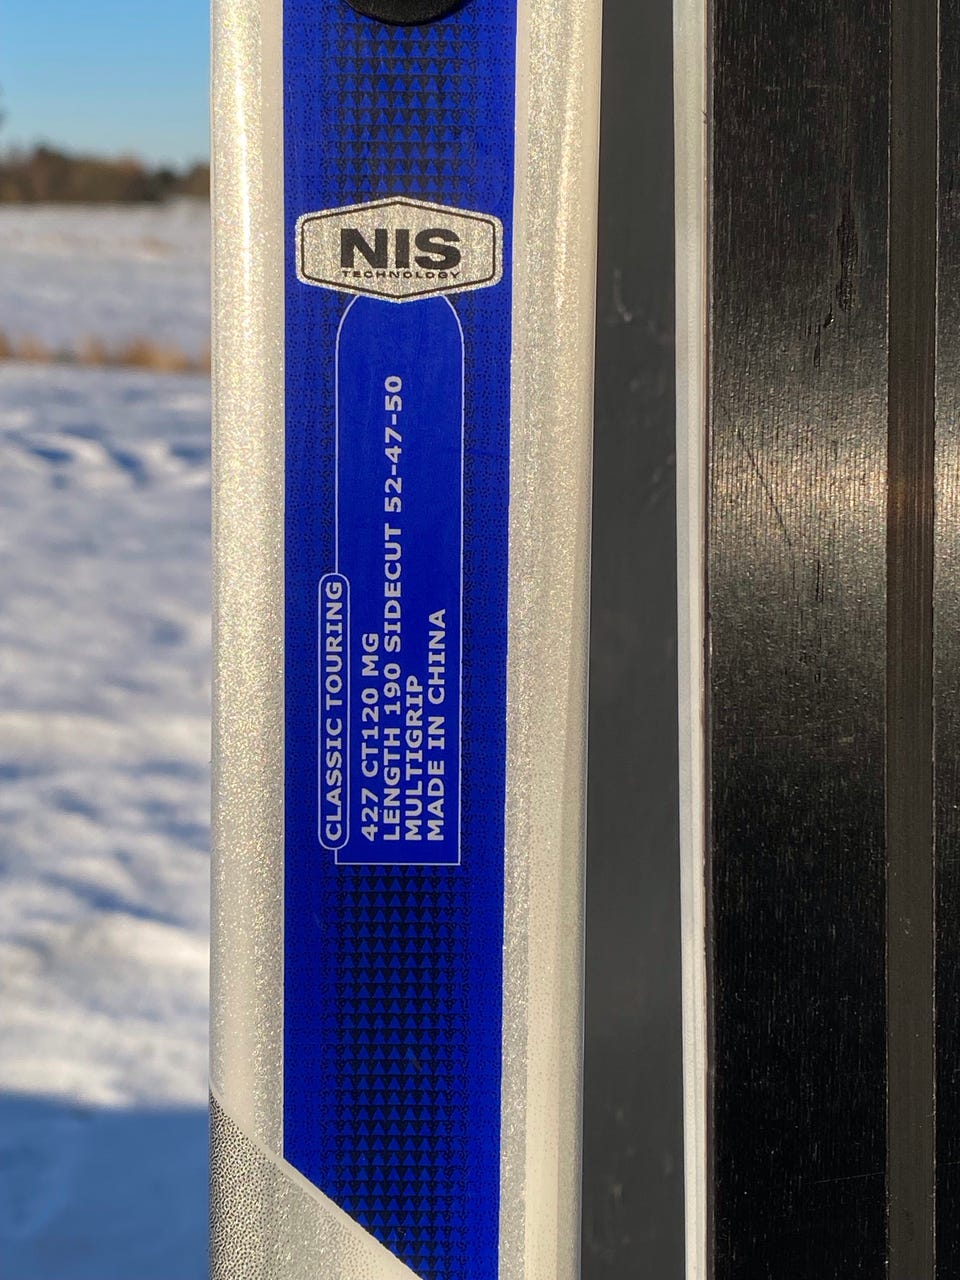 NIS
TECHNOLOGY
CLASSIC TOURING
427 CT120 MG
LENGTH 190 SIDECUT 52-47-50
MULTIGRIP
MADE IN CHINA